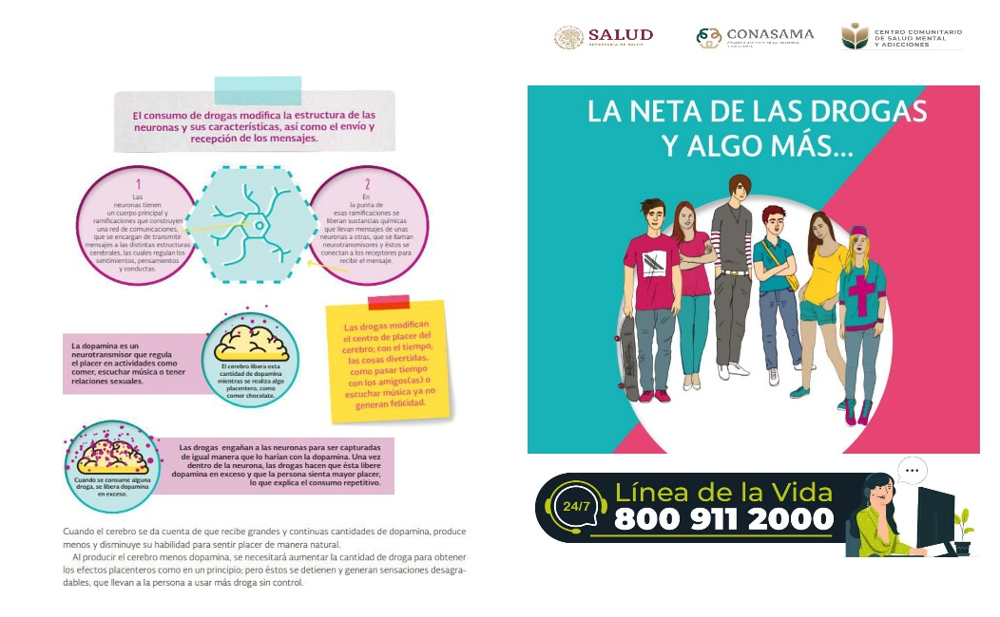 El consumo de drogas modifica la estructura de las
neuronas y sus características, así como el envío y
recepción de los mensajes.
1
Las
neuronas tienen
un cuerpo principal y
ramificaciones que construyen
una red de comunicaciones,
que se encargan de transmitir
mensajes a las distintas estructuras
cerebrales, las cuales regulan los
sentimientos, pensamientos
y conductas.
2
En
la punta de
esas ramificaciones se
liberan sustancias químicas
que llevan mensajes de unas
neuronas a otras, que se llaman
neurotransmisores y éstos se
conectan a los receptores para
recibir el mensaje.
La dopamina es un
neurotransmisor que regula
el placer en actividades como
comer, escuchar música o tener
relaciones sexuales.
El cerebro libera esta
cantidad de dopamina
mientras se realiza algo
placentero, como
comer chocolate.
Las drogas modifican
el centro de placer del
cerebro; con el tiempo,
las cosas divertidas,
como pasar tiempo
con los amigos(as) o
escuchar música ya no
generan felicidad.
Cuando se consume alguna
droga, se libera dopamina
en exceso.
Las drogas engañan a las neuronas para ser capturadas
de igual manera que lo harían con la dopamina. Una vez
dentro de la neurona, las drogas hacen que ésta libere
dopamina en exceso y que la persona sienta mayor placer,
lo que explica el consumo repetitivo.
Cuando el cerebro se da cuenta de que recibe grandes y continuas cantidades de dopamina, produce
menos y disminuye su habilidad para sentir placer de manera natural.
Al producir el cerebro menos dopamina, se necesitará aumentar la cantidad de droga para obtener
los efectos placenteros como en un principio; pero éstos se detienen y generan sensaciones desagra-
dables, que llevan a la persona a usar más droga sin control.
SALUD
SECRETARÍA DE SALUD
CONASAMA
CENTRO COMUNITARIO
DE SALUD MENTAL
Y ADICCIONES
LA NETA DE LAS DROGAS
Y ALGO MÁS...
24/7
Línea de la Vida
800 911 2000